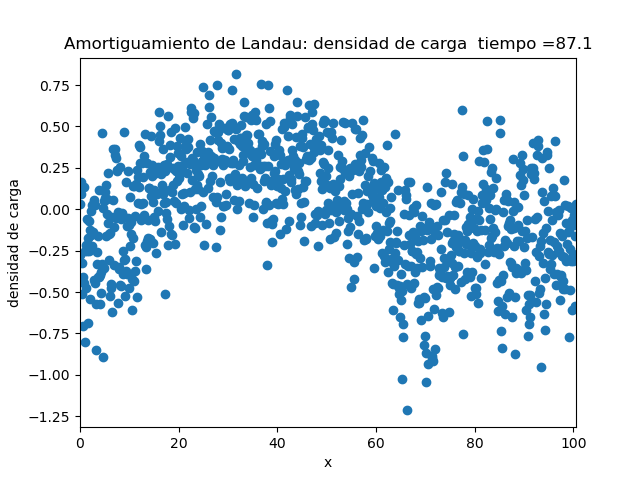 Amortiguamiento de Landau: densidad de carga  tiempo =87.1
densidad de carga
0.75
0.50
0.25
0.00
−0.25
−0.50
−0.75
−1.00
−1.25
0 20 40 60 80 100
x